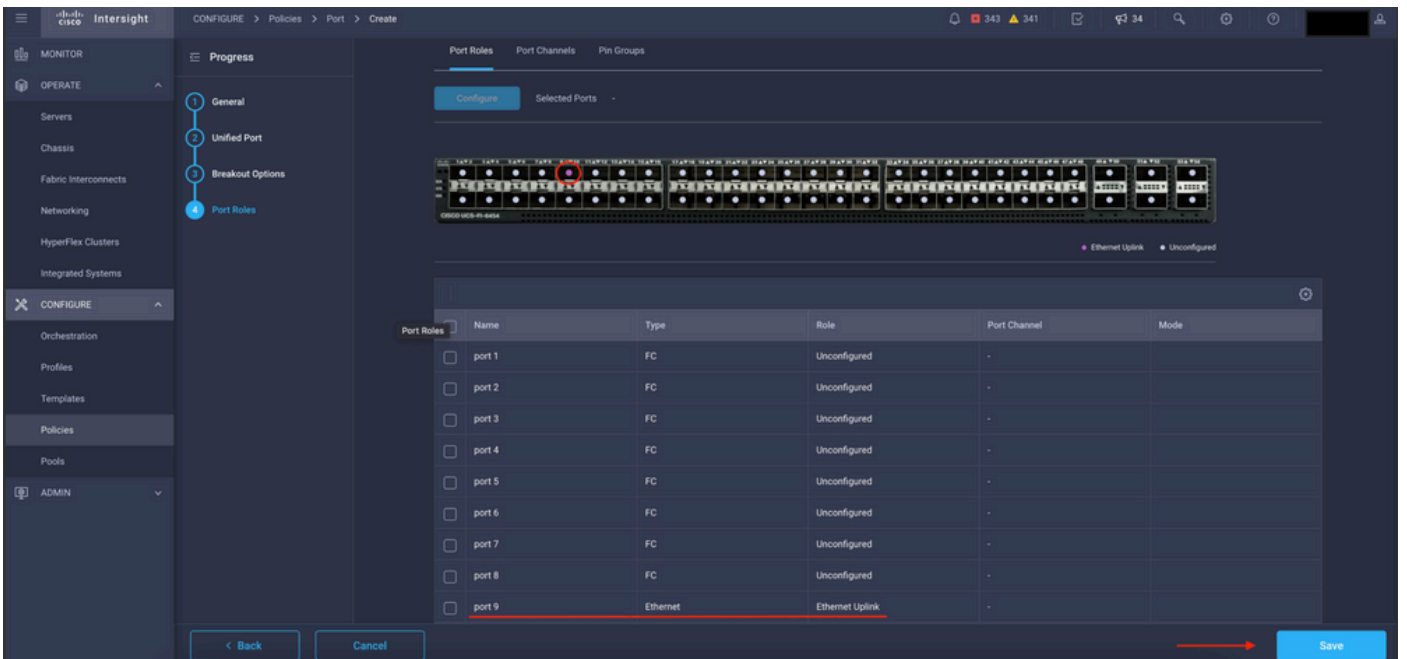 cisco Intersight
CONFIGURE > Policies > Port > Create
343 341
34
MONITOR
OPERATE
Servers
Chassis
Fabric Interconnects
Networking
HyperFlex Clusters
Integrated Systems
CONFIGURE
Orchestration
Profiles
Templates
Policies
Pools
ADMIN
Progress
1 General
2 Unified Port
3 Breakout Options
4 Port Roles
Port Roles Port Channels Pin Groups
Configure Selected Ports -
CISCO UCS-FI-6454
Ethernet Uplink Unconfigured
Port Roles
Name Type Role Port Channel Mode
port 1 FC Unconfigured -
port 2 FC Unconfigured -
port 3 FC Unconfigured -
port 4 FC Unconfigured -
port 5 FC Unconfigured -
port 6 FC Unconfigured -
port 7 FC Unconfigured -
port 8 FC Unconfigured -
port 9 Ethernet Ethernet Uplink -
< Back Cancel Save